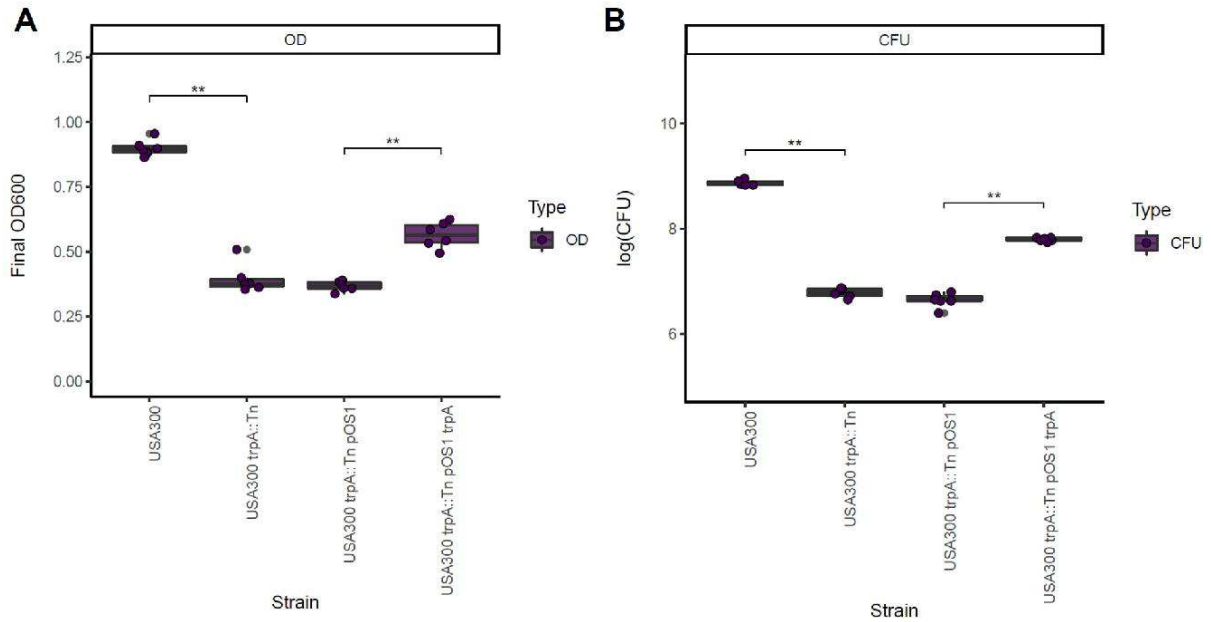 A
OD
1.25
1.00
0.75
0.50
0.25
0.00
Final OD600
**
**
USA300
USA300 trpA::Tn
USA300 trpA::Tn pOS1
USA300 trpA::Tn pOS1 trpA
Strain
Type
OD
B
CFU
10
8
6
log(CFU)
**
**
USA300
USA300 trpA::Tn
USA300 trpA::Tn pOS1
USA300 trpA::Tn pOS1 trpA
Strain
Type
CFU